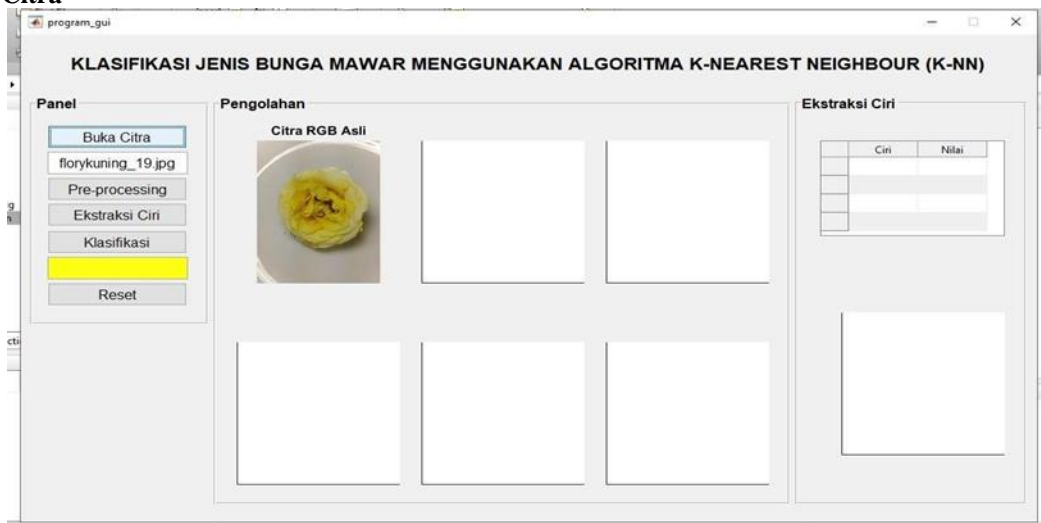 Citra
program_gui
KLASIFIKASI JENIS BUNGA MAWAR MENGGUNAKAN ALGORITMA K-NEAREST NEIGHBOUR (K-NN)
Panel
Buka Citra
florykuning_19.jpg
Pre-processing
Ekstraksi Ciri
Klasifikasi
Reset
Pengolahan
Citra RGB Asli
Ekstraksi Ciri
Ciri Nilai